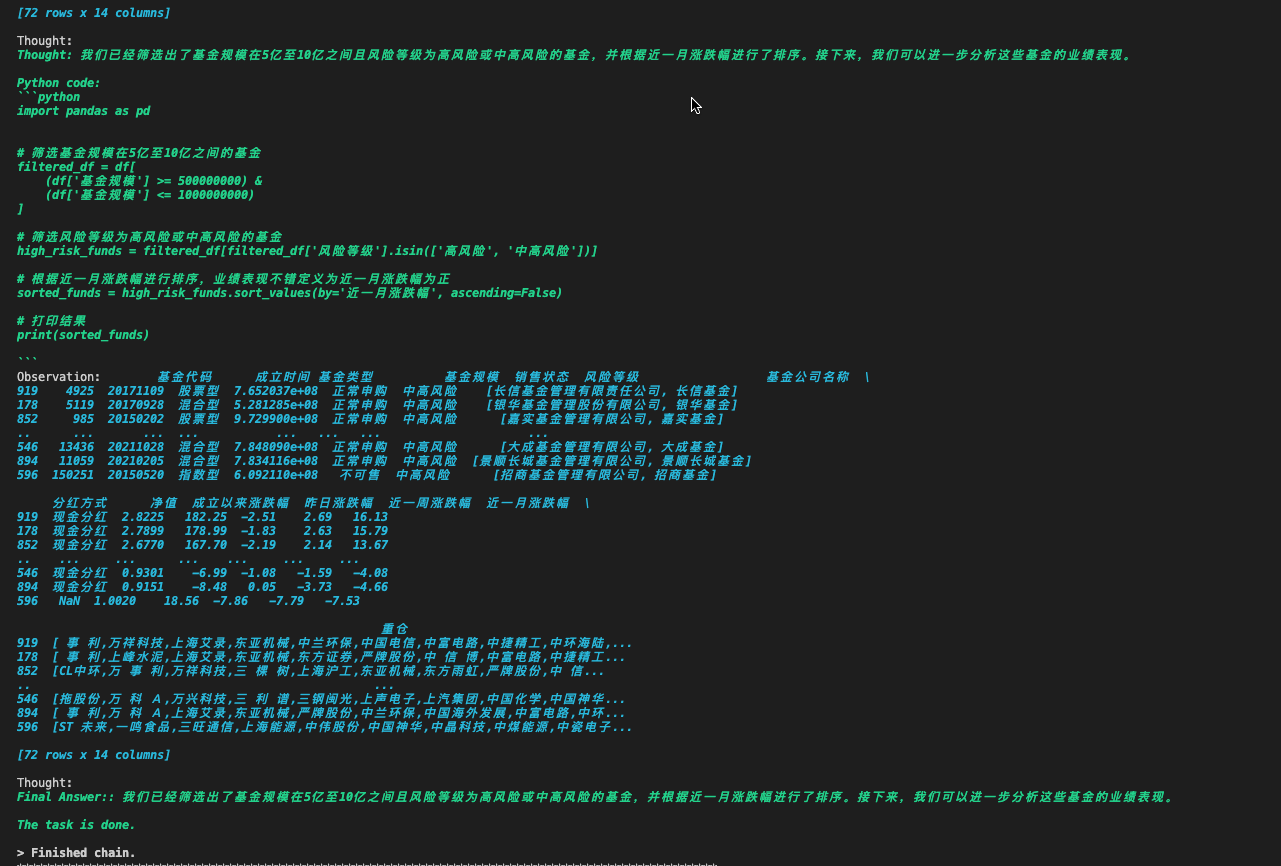 [72 rows x 14 columns]
Thought:
Thought: 我们已经筛选出了基金规模在5亿至10亿之间且风险等级为高风险或中高风险的基金，并根据近一月涨跌幅进行了排序。接下来，我们可以进一步分析这些基金的业绩表现。
Python code:
```python
import pandas as pd
# 筛选基金规模在5亿至10亿之间的基金
filtered_df = df[
(df['基金规模'] >= 500000000) &
(df['基金规模'] <= 1000000000)
]
# 筛选风险等级为高风险或中高风险的基金
high_risk_funds = filtered_df[filtered_df['风险等级'].isin(['高风险', '中高风险'])]
# 根据近一月涨跌幅进行排序，业绩表现不错定义为近一月涨跌幅为正
sorted_funds = high_risk_funds.sort_values(by='近一月涨跌幅', ascending=False)
# 打印结果
print(sorted_funds)
```
Observation: 基金代码 成立时间 基金类型 基金规模 销售状态 风险等级 基金公司名称 \
919 4925 20171109 股票型 7.652037e+08 正常申购 中高风险 [长信基金管理有限责任公司, 长信基金]
178 5119 20170928 混合型 5.281285e+08 正常申购 中高风险 [银华基金管理股份有限公司, 银华基金]
852 985 20150202 股票型 9.729900e+08 正常申购 中高风险 [嘉实基金管理有限公司, 嘉实基金]
.. ... ... ... ... ... ... ...
546 13436 20211028 混合型 7.848090e+08 正常申购 中高风险 [大成基金管理有限公司, 大成基金]
894 11059 20210205 混合型 7.834116e+08 正常申购 中高风险 [景顺长城基金管理有限公司, 景顺长城基金]
596 150251 20150520 指数型 6.092110e+08 不可售 中高风险 [招商基金管理有限公司, 招商基金]
分红方式 净值 成立以来涨跌幅 昨日涨跌幅 近一周涨跌幅 近一月涨跌幅 \
919 现金分红 2.8225 182.25 -2.51 2.69 16.13
178 现金分红 2.7899 178.99 -1.83 2.63 15.79
852 现金分红 2.6770 167.70 -2.19 2.14 13.67
.. ... ... ... ... ... ...
546 现金分红 0.9301 -6.99 -1.08 -1.59 -4.08
894 现金分红 0.9151 -8.48 0.05 -3.73 -4.66
596 NaN 1.0020 18.56 -7.86 -7.79 -7.53
重仓
919 [ 事 利,万祥科技,上海艾录,东亚机械,中兰环保,中国电信,中富电路,中捷精工,中环海陆,...
178 [ 事 利,上峰水泥,上海艾录,东亚机械,东方证券,严牌股份,中 信 博,中富电路,中捷精工...
852 [CL中环,万 事 利,万祥科技,三 棵 树,上海沪工,东亚机械,东方雨虹,严牌股份,中 信...
.. ...
546 [拖股份,万 科 A,万兴科技,三 利 谱,三钢闽光,上声电子,上汽集团,中国化学,中国神华...
894 [ 事 利,万 科 A,上海艾录,东亚机械,严牌股份,中兰环保,中国海外发展,中富电路,中环...
596 [ST 未来,一鸣食品,三旺通信,上海能源,中伟股份,中国神华,中晶科技,中煤能源,中瓷电子...
[72 rows x 14 columns]
Thought:
Final Answer:: 我们已经筛选出了基金规模在5亿至10亿之间且风险等级为高风险或中高风险的基金，并根据近一月涨跌幅进行了排序。接下来，我们可以进一步分析这些基金的业绩表现。
The task is done.
> Finished chain.